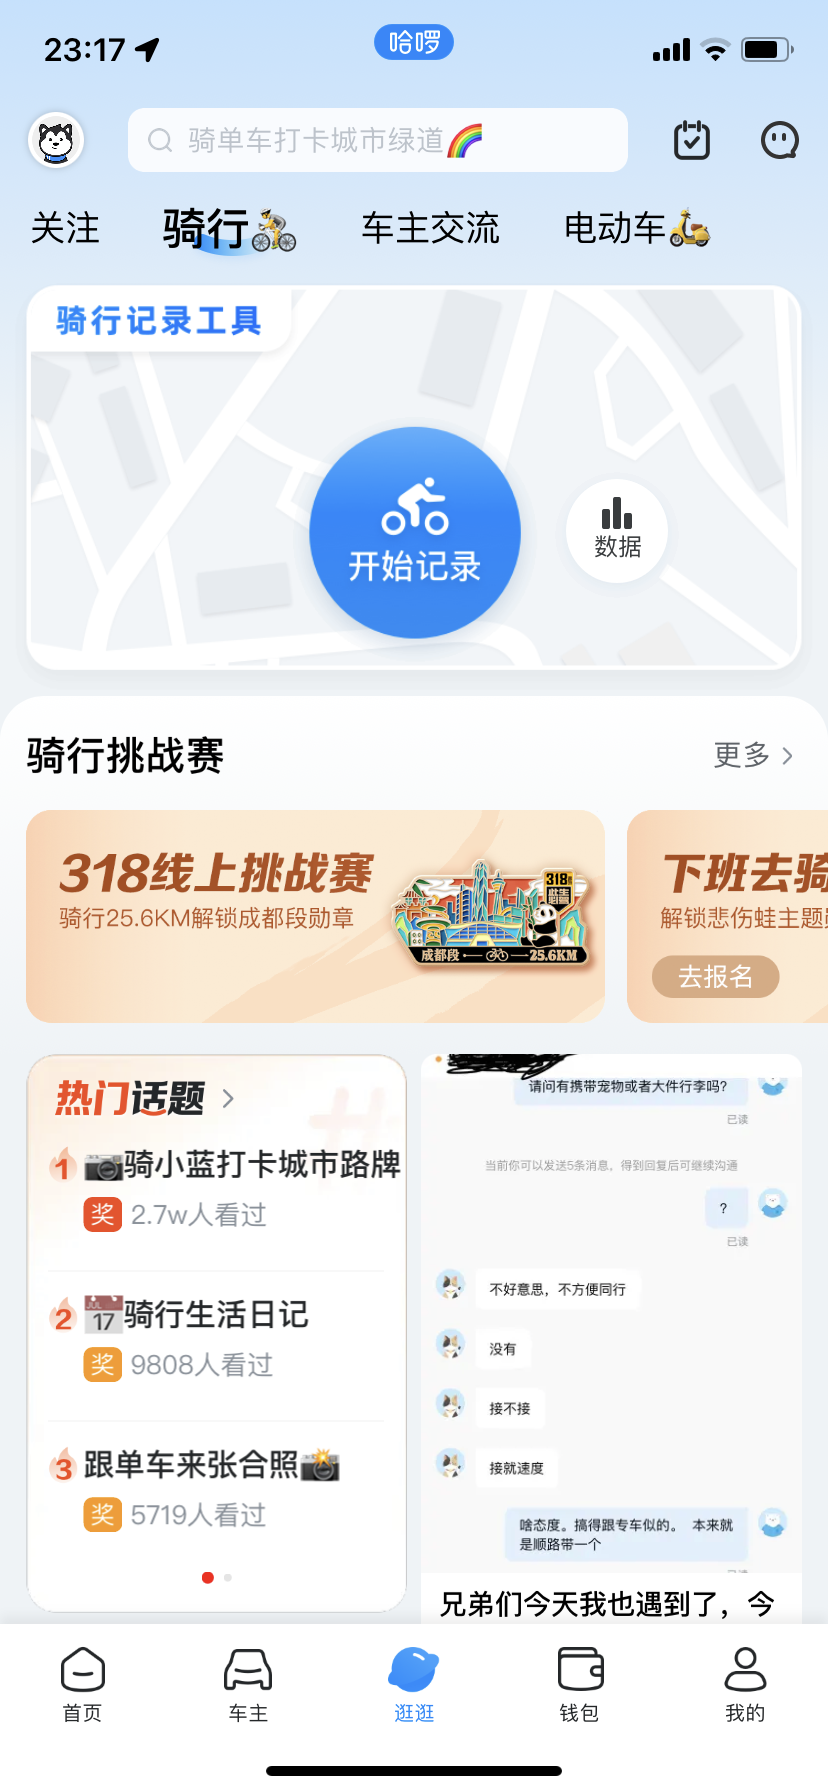 23:17
哈啰
骑单车打卡城市绿道
关注
骑行
车主交流
电动车
骑行记录工具
开始记录
数据
骑行挑战赛
更多
318线上挑战赛
骑行25.6KM解锁成都段勋章
318
成都段
25.6KM
下班去骑
解锁悲伤蛙主题
去报名
热门话题
1
骑小蓝打卡城市路牌
奖 2.7w人看过
2
JUL
17
骑行生活日记
奖 9808人看过
3
跟单车来张合照
奖 5719人看过
请问有携带宠物或者大件行李吗?
已读
当前你可以发送5条消息，得到回复后可继续沟通
?
已读
不好意思，不方便同行
没有
接不接
接就速度
啥态度。搞得跟专车似的。 本来就
是顺路带一个
兄弟们今天我也遇到了，今
首页
车主
逛逛
钱包
我的